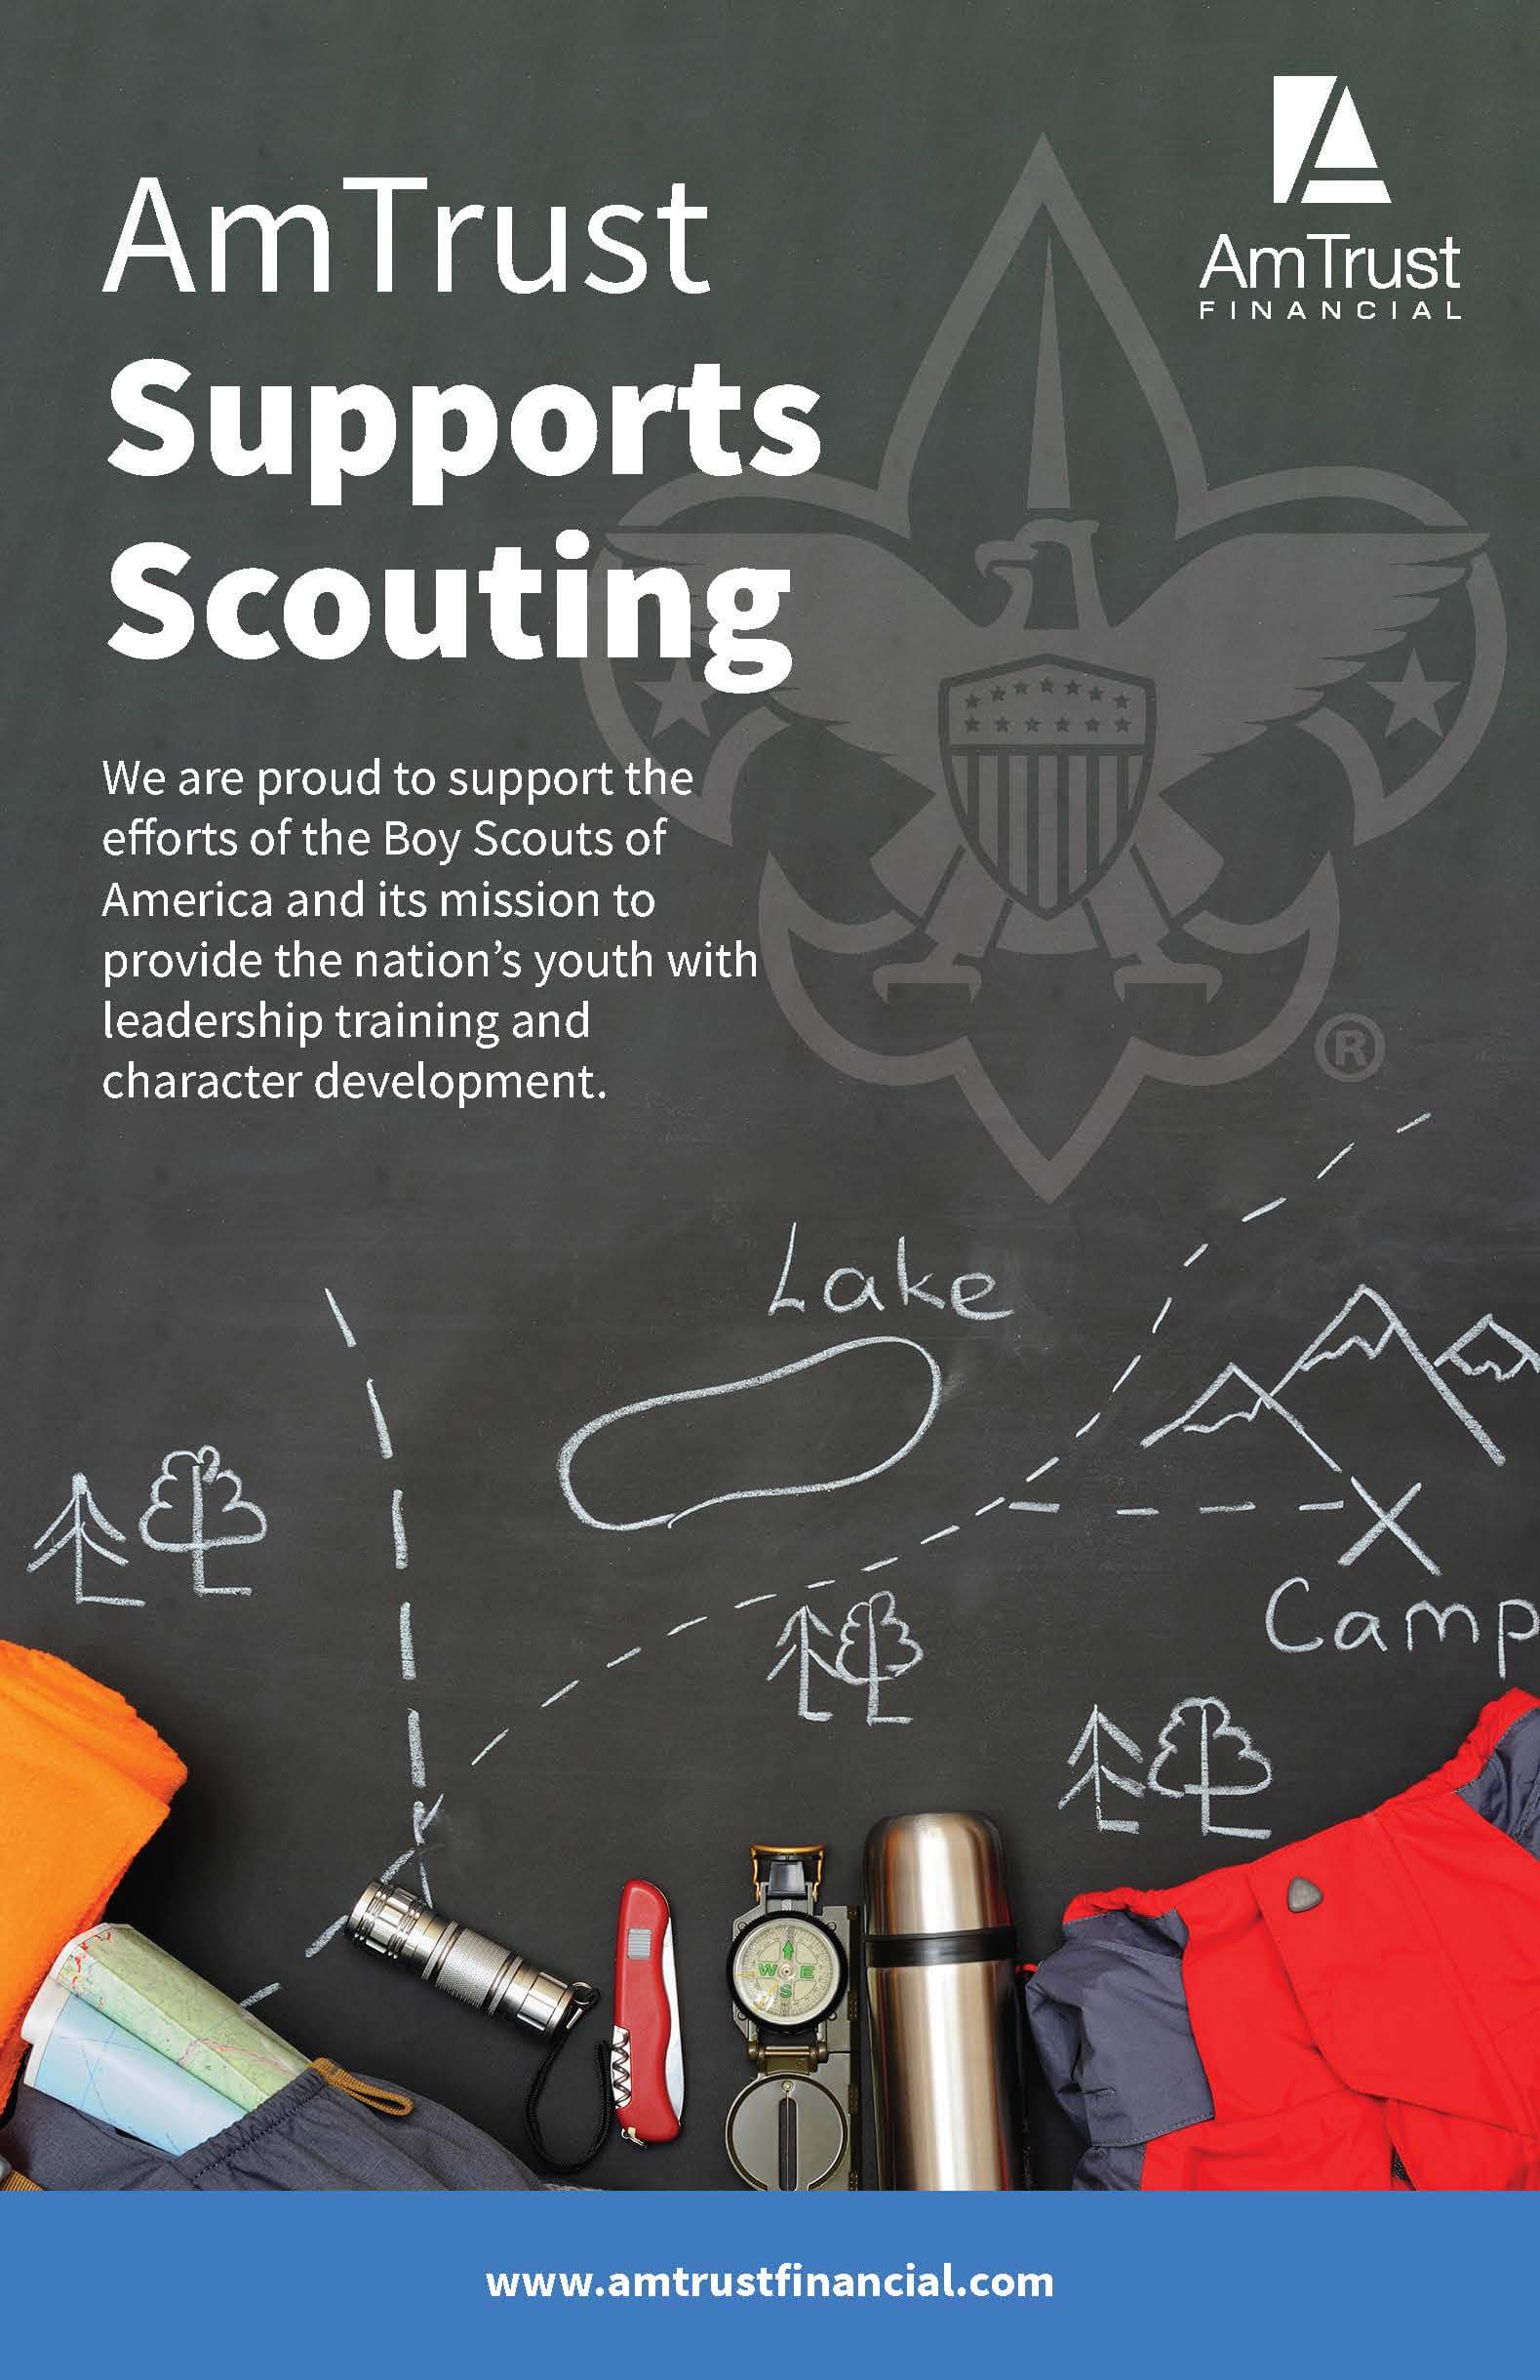 AmTrust
FINANCIAL
AmTrust
Supports
Scouting
We are proud to support the
efforts of the Boy Scouts of
America and its mission to
provide the nation’s youth with
leadership training and
character development.
®
Lake
Camp
W E
S
www.amtrustfinancial.com